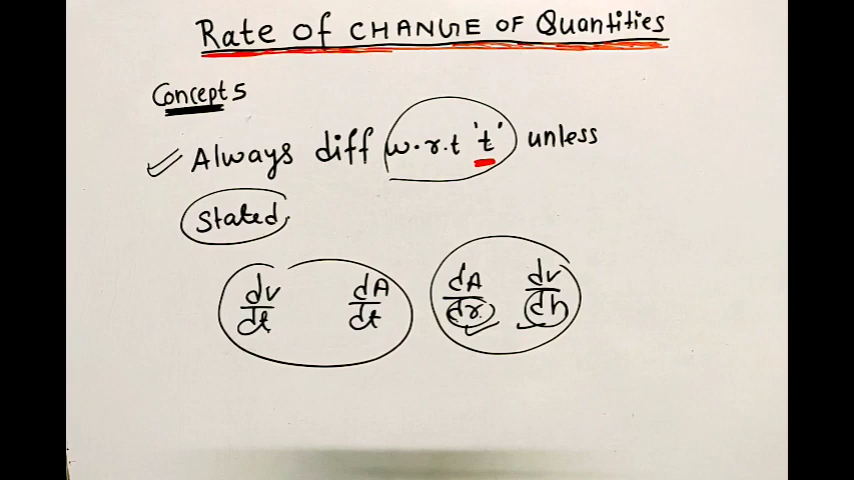 Rate of CHANGE OF Quantities
Concepts
Always diff w.r.t 't' unless
Stated
dv/dt dA/dt dA/dr dv/dh